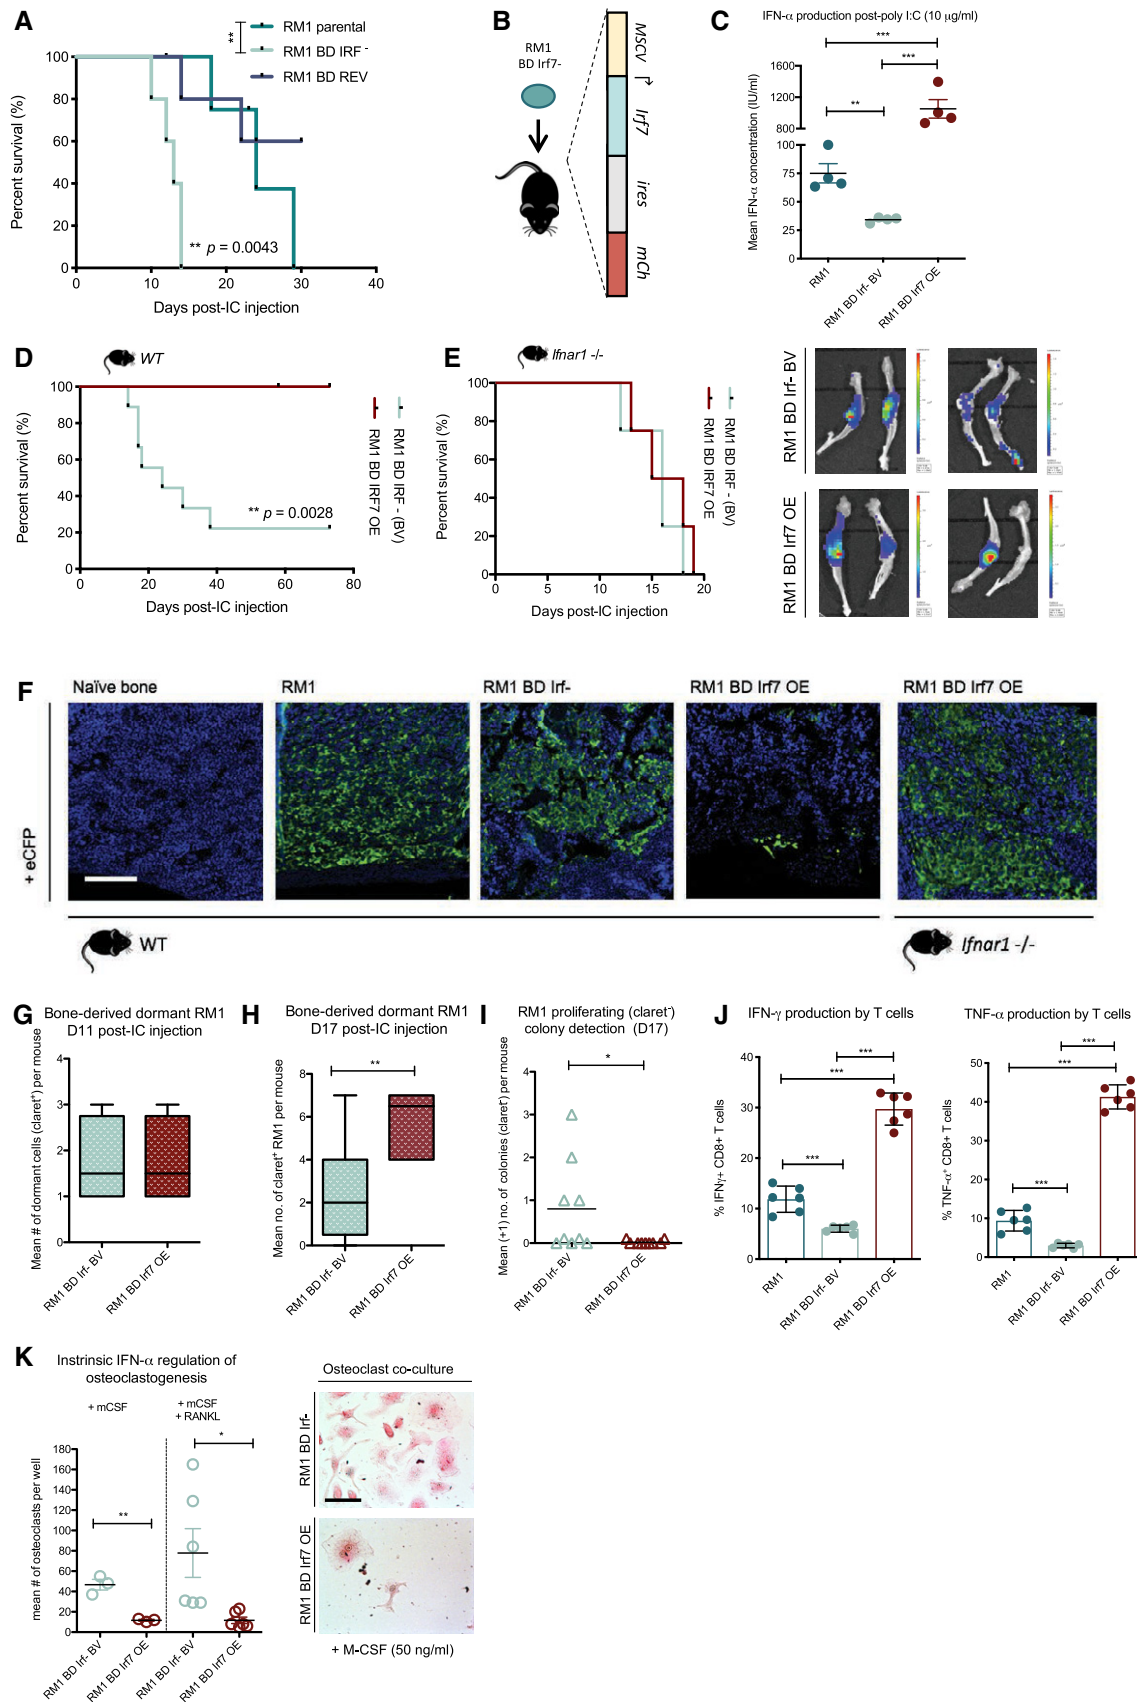 A
RM1 parental
RM1 BD IRF -
RM1 BD REV
**
Percent survival (%)
100
80
60
40
20
0
** p = 0.0043
0 10 20 30 40
Days post-IC injection
B
RM1
BD Irf7-
MSCV
Irf7
ires
mCh
C
IFN-α production post-poly I:C (10 μg/ml)
***
***
**
Mean IFN-α concentration (IU/ml)
1600
1200
800
100
75
50
25
0
RM1
RM1 BD Irf- BV
RM1 BD Irf7 OE
D
WT
Percent survival (%)
100
80
60
40
20
0
** p = 0.0028
0 20 40 60 80
Days post-IC injection
RM1 BD IRF - (BV)
RM1 BD IRF7 OE
E
Ifnar1 -/-
Percent survival (%)
100
80
60
40
20
0
0 5 10 15 20
Days post-IC injection
RM1 BD IRF - (BV)
RM1 BD IRF7 OE
RM1 BD Irf- BV
RM1 BD Irf7 OE
F
Naïve bone
RM1
RM1 BD Irf-
RM1 BD Irf7 OE
RM1 BD Irf7 OE
+ eCFP
WT
Ifnar1 -/-
G
Bone-derived dormant RM1
D11 post-IC injection
Mean # of dormant cells (claret+) per mouse
4
3
2
1
0
RM1 BD Irf- BV
RM1 BD Irf7 OE
H
Bone-derived dormant RM1
D17 post-IC injection
**
Mean no. of claret+ RM1 per mouse
8
6
4
2
0
RM1 BD Irf- BV
RM1 BD Irf7 OE
I
RM1 proliferating (claret-)
colony detection (D17)
*
Mean (+1) no. of colonies (claret-) per mouse
4
3
2
1
0
RM1 BD Irf- BV
RM1 BD Irf7 OE
J
IFN-γ production by T cells
***
***
***
% IFNγ+ CD8+ T cells
40
30
20
10
0
RM1
RM1 BD Irf- BV
RM1 BD Irf7 OE
TNF-α production by T cells
***
***
***
% TNF-α+ CD8+ T cells
50
40
30
20
10
0
RM1
RM1 BD Irf- BV
RM1 BD Irf7 OE
K
Instrinsic IFN-α regulation of
osteoclastogenesis
+ mCSF
+ mCSF
+ RANKL
**
*
mean # of osteoclasts per well
180
160
140
120
100
80
60
40
20
0
RM1 BD Irf- BV
RM1 BD Irf7 OE
RM1 BD Irf- BV
RM1 BD Irf7 OE
Osteoclast co-culture
RM1 BD Irf-
RM1 BD Irf7 OE
+ M-CSF (50 ng/ml)